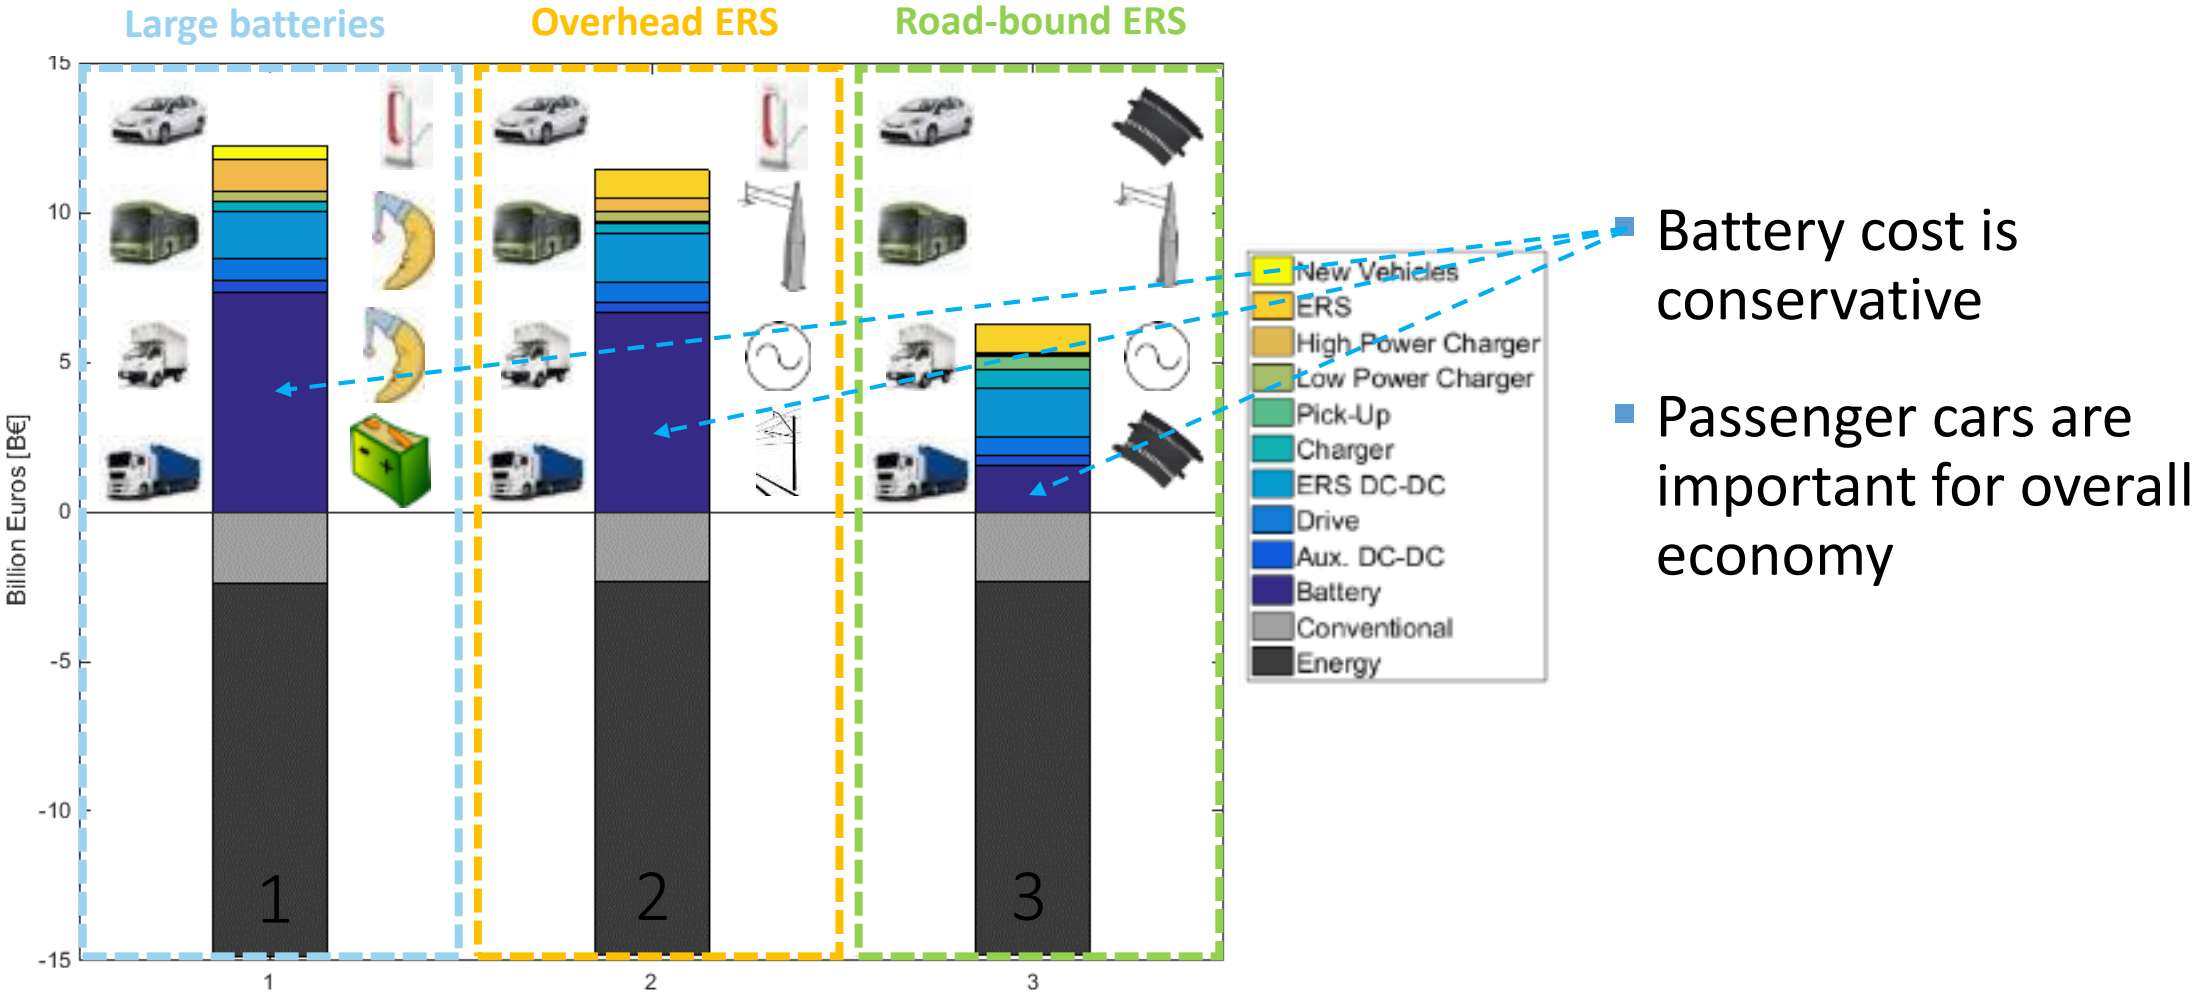 Large batteries
Overhead ERS
Road-bound ERS
15
10
5
0
-5
-10
-15
Billion Euros [B€]
1
2
3
1
2
3
New Vehicles
ERS
High Power Charger
Low Power Charger
Pick-Up
Charger
ERS DC-DC
Drive
Aux. DC-DC
Battery
Conventional
Energy
Battery cost is
conservative
Passenger cars are
important for overall
economy